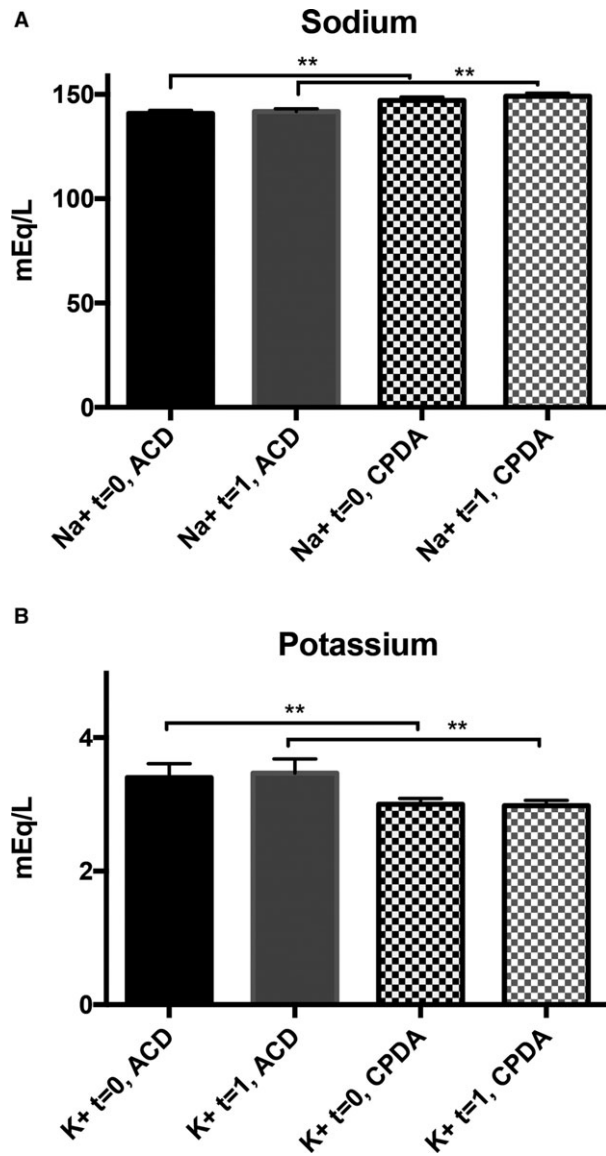 A
Sodium
**
**
mEq/L
150
100
50
0
Na+ t=0, ACD
Na+ t=1, ACD
Na+ t=0, CPDA
Na+ t=1, CPDA
B
Potassium
**
**
mEq/L
4
2
0
K+ t=0, ACD
K+ t=1, ACD
K+ t=0, CPDA
K+ t=1, CPDA